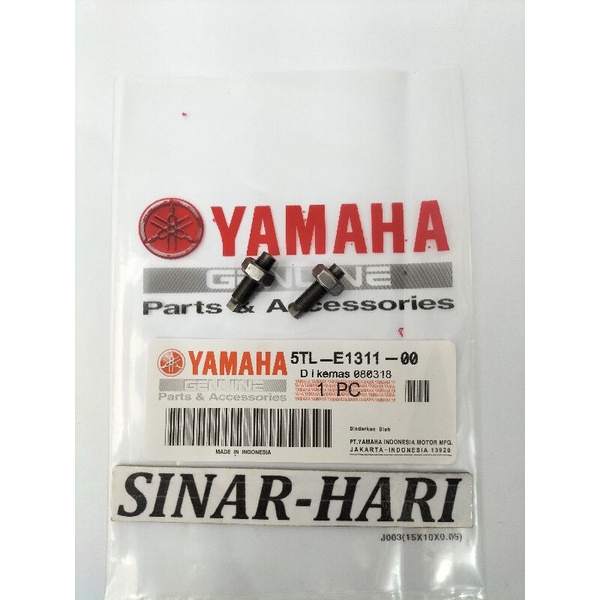 YAMAHA
GENUINE
Parts & Accessories
YAMAHA
GENUINE
Parts & Accessories
5TL-E1311-00
Dikemas 080318
1 PC
MADE IN INDONESIA
Diedarkan Oleh
PT.YAMAHA INDONESIA MOTOR MFG.
JAKARTA-INDONESIA 13920
SINAR-HARI
J003(15X10X0.05)